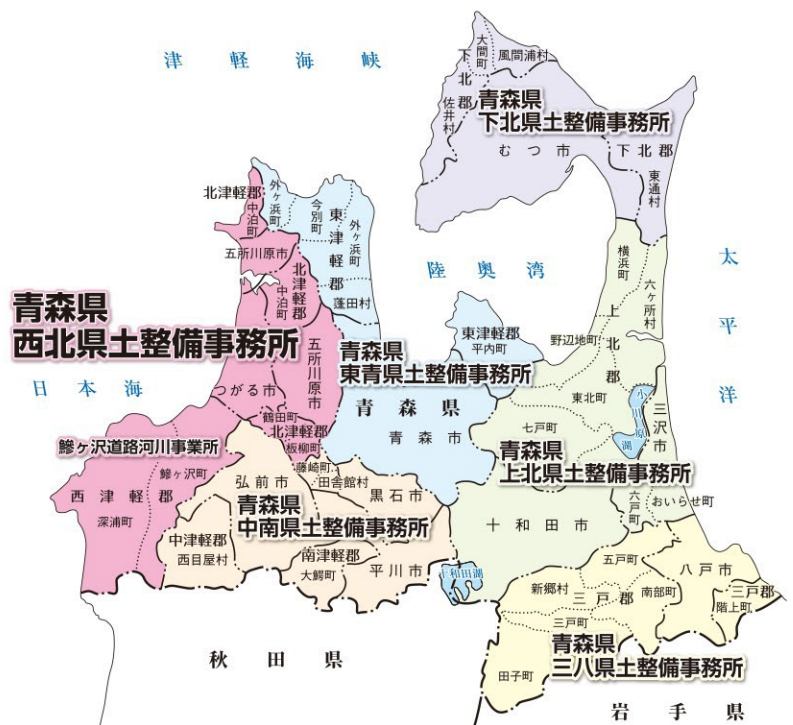 津軽海峡
大間町
風間浦村
下北郡
佐井村
青森県
下北県土整備事務所
むつ市
下北郡
東通村
北津軽郡
中泊町
外ヶ浜町
今別町
東津軽郡
外ヶ浜町
五所川原市
北津軽郡
中泊町
蓬田村
陸奥湾
太平洋
横浜町
六ヶ所村
上北郡
野辺地町
東津軽郡
平内町
青森県
西北県土整備事務所
青森県
東青県土整備事務所
五所川原市
日本海
つがる市
鶴田町
北津軽郡
板柳町
青森県
青森市
東北町
小川原湖
三沢市
七戸町
青森県
上北県土整備事務所
六戸町
おいらせ町
十和田市
鰺ヶ沢道路河川事業所
鰺ヶ沢町
西津軽郡
深浦町
藤崎町
田舎館村
弘前市
黒石市
青森県
中南県土整備事務所
中津軽郡
西目屋村
南津軽郡
大鰐町
平川市
十和田湖
五戸町
八戸市
新郷村
三戸郡
南部町
三戸郡
階上町
三戸町
青森県
三八県土整備事務所
田子町
秋田県
岩手県